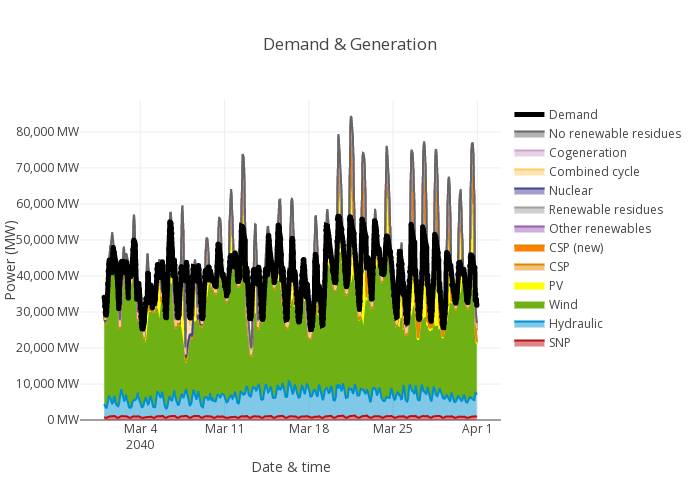 Demand & Generation
Power (MW)
80,000 MW
70,000 MW
60,000 MW
50,000 MW
40,000 MW
30,000 MW
20,000 MW
10,000 MW
0 MW
Mar 4
2040
Mar 11
Mar 18
Mar 25
Apr 1
Date & time
Demand
No renewable residues
Cogeneration
Combined cycle
Nuclear
Renewable residues
Other renewables
CSP (new)
CSP
PV
Wind
Hydraulic
SNP